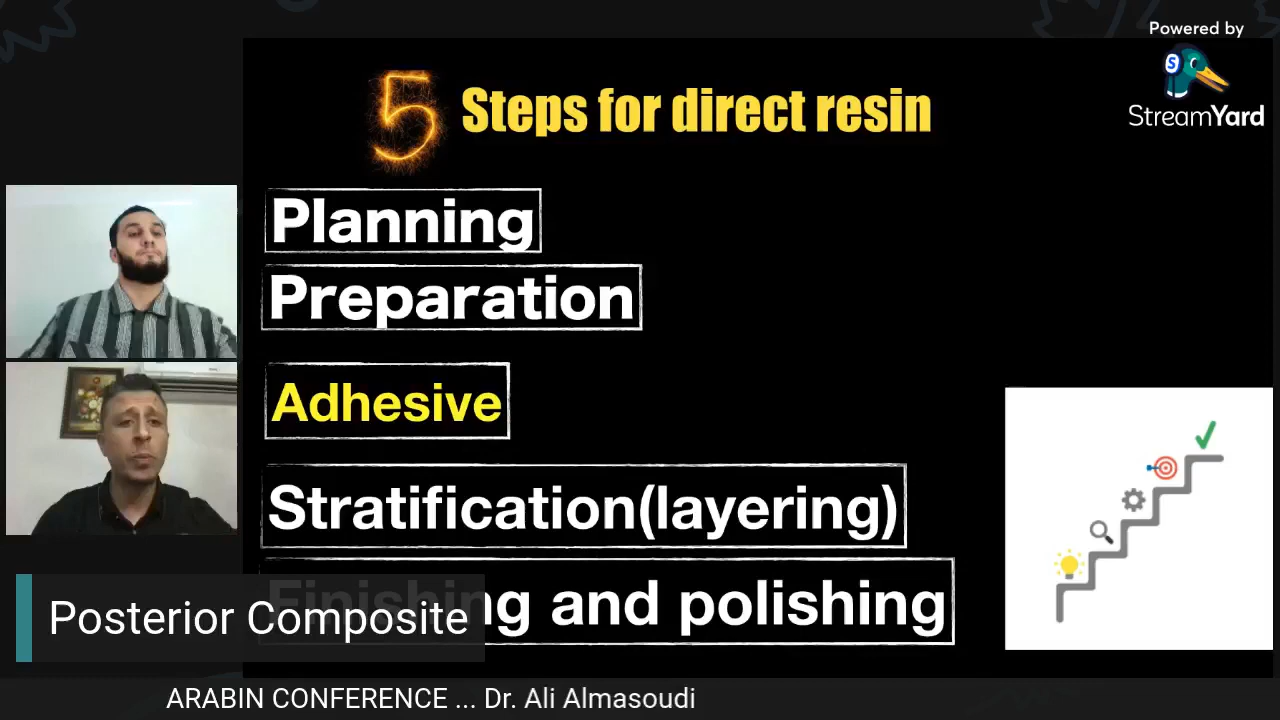 Powered by
StreamYard
5 Steps for direct resin
Planning
Preparation
Adhesive
Stratification(layering)
Finishing and polishing
Posterior Composite
ARABIN CONFERENCE ... Dr. Ali Almasoudi